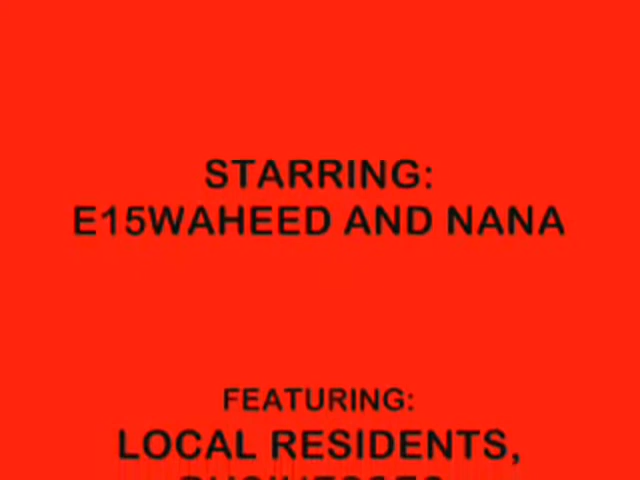 STARRING:
E15WAHEED AND NANA
FEATURING:
LOCAL RESIDENTS,